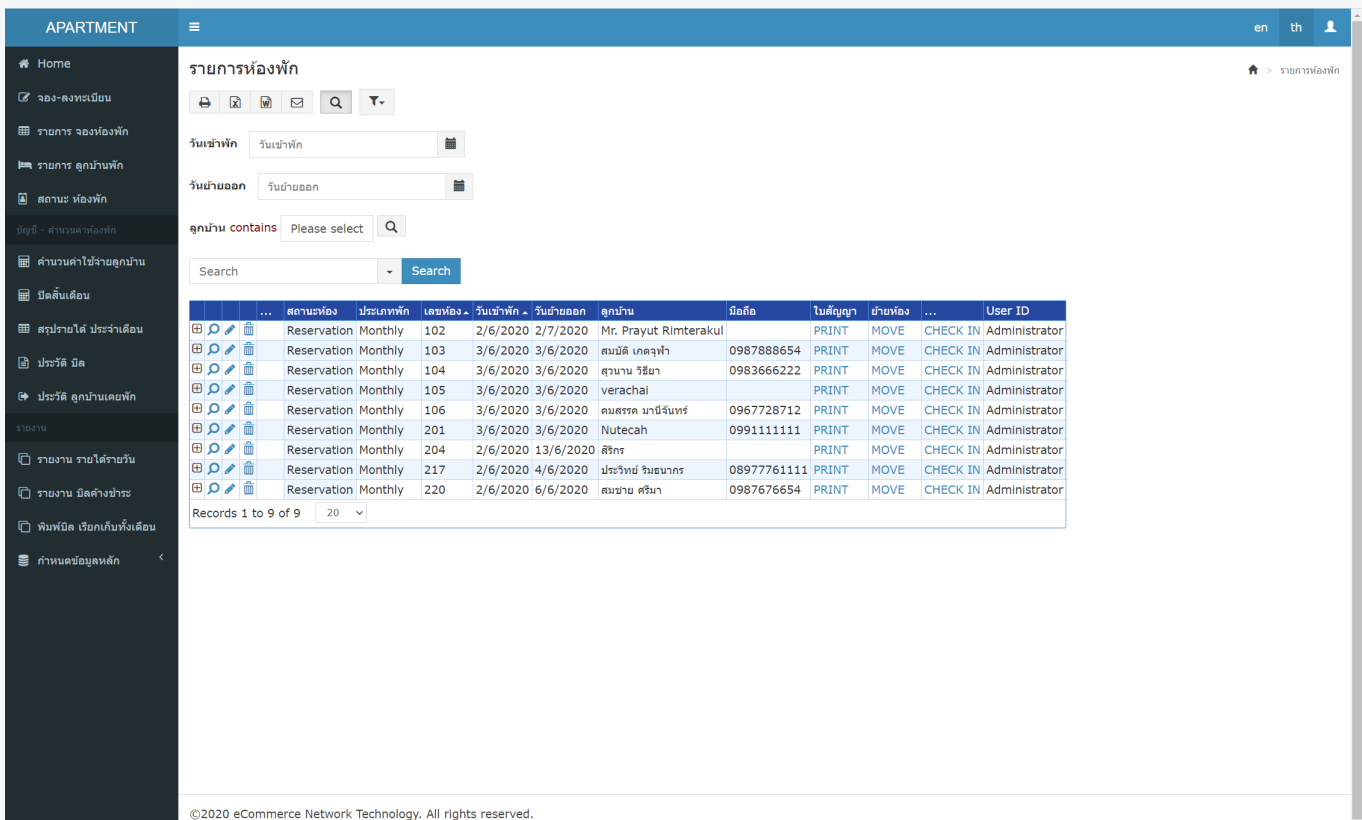 APARTMENT
en th
Home
จอง-ลงทะเบียน
รายการ จองห้องพัก
รายการ ลูกบ้านพัก
สถานะ ห้องพัก
บัญชี - คำนวนค่าห้องพัก
คำนวนค่าใช้จ่ายลูกบ้าน
ปิดสิ้นเดือน
สรุปรายได้ ประจำเดือน
ประวัติ บิล
ประวัติ ลูกบ้านเคยพัก
รายงาน
รายงาน รายได้รายวัน
รายงาน บิลค้างชำระ
พิมพ์บิล เรียกเก็บทั้งเดือน
กำหนดข้อมูลหลัก
รายการห้องพัก
> รายการห้องพัก
วันเข้าพัก วันเข้าพัก
วันย้ายออก วันย้ายออก
ลูกบ้าน contains Please select
Search Search
... สถานะห้อง ประเภทพัก เลขห้อง วันเข้าพัก วันย้ายออก ลูกบ้าน มือถือ ใบสัญญา ย้ายห้อง ... User ID
Reservation Monthly 102 2/6/2020 2/7/2020 Mr. Prayut Rimterakul PRINT MOVE CHECK IN Administrator
Reservation Monthly 103 3/6/2020 3/6/2020 สมบัติ เกตจุฬา 0987888654 PRINT MOVE CHECK IN Administrator
Reservation Monthly 104 3/6/2020 3/6/2020 สุวนาน วิธียา 0983666222 PRINT MOVE CHECK IN Administrator
Reservation Monthly 105 3/6/2020 3/6/2020 verachai PRINT MOVE CHECK IN Administrator
Reservation Monthly 106 3/6/2020 3/6/2020 คมสรรค มานีจันทร์ 0967728712 PRINT MOVE CHECK IN Administrator
Reservation Monthly 201 3/6/2020 3/6/2020 Nutecah 0991111111 PRINT MOVE CHECK IN Administrator
Reservation Monthly 204 2/6/2020 13/6/2020 สิริกร PRINT MOVE CHECK IN Administrator
Reservation Monthly 217 2/6/2020 4/6/2020 ประวิทย์ ริมธนากร 08977761111 PRINT MOVE CHECK IN Administrator
Reservation Monthly 220 2/6/2020 6/6/2020 สมชาย ศรีมา 0987676654 PRINT MOVE CHECK IN Administrator
Records 1 to 9 of 9 20
©2020 eCommerce Network Technology. All rights reserved.